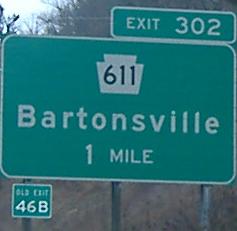 EXIT 302
611
Bartonsville
1 MILE
OLD EXIT
46B